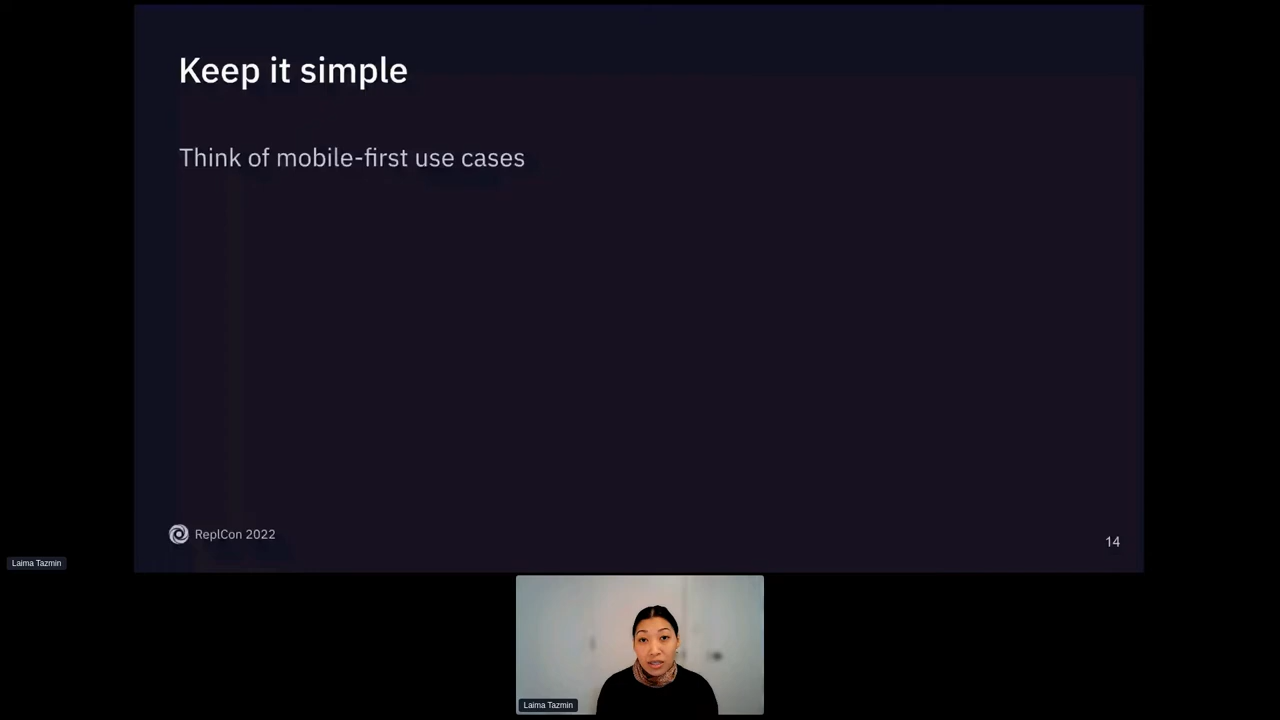 Keep it simple
Think of mobile-first use cases
ReplCon 2022
14
Laima Tazmin
Laima Tazmin